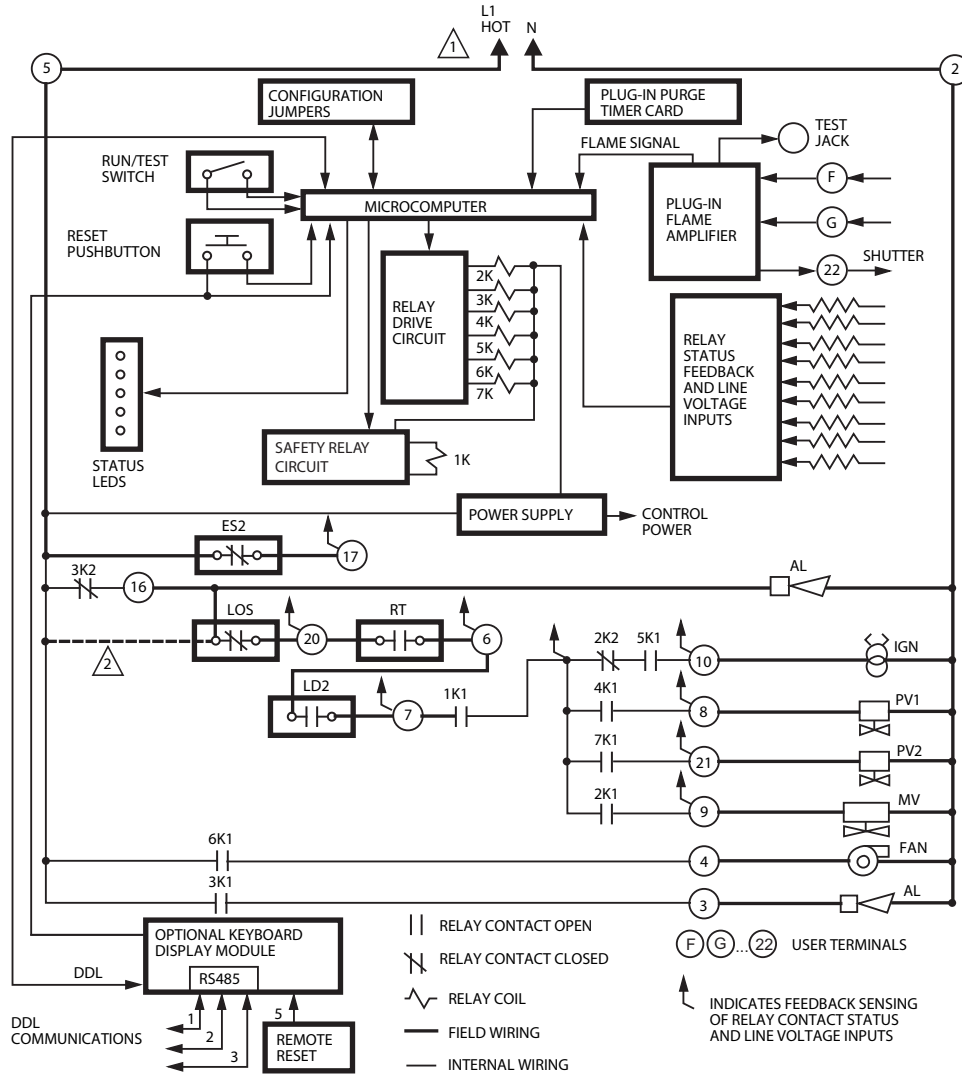 L1
HOT
N
1
5
2
CONFIGURATION
JUMPERS
PLUG-IN PURGE
TIMER CARD
TEST
JACK
FLAME SIGNAL
RUN/TEST
SWITCH
F
MICROCOMPUTER
PLUG-IN
FLAME
AMPLIFIER
G
RESET
PUSHBUTTON
SHUTTER
22
2K
3K
4K
5K
6K
7K
RELAY
DRIVE
CIRCUIT
RELAY
STATUS
FEEDBACK
AND LINE
VOLTAGE
INPUTS
STATUS
LEDS
SAFETY RELAY
CIRCUIT
1K
POWER SUPPLY
CONTROL
POWER
ES2
17
3K2
16
AL
LOS
RT
20
6
2
2K2
5K1
10
IGN
LD2
7
1K1
4K1
8
PV1
7K1
21
PV2
2K1
9
MV
6K1
4
FAN
3K1
3
AL
OPTIONAL KEYBOARD
DISPLAY MODULE
RS485
DDL
DDL
COMMUNICATIONS
1
2
3
5
REMOTE
RESET
RELAY CONTACT OPEN
RELAY CONTACT CLOSED
RELAY COIL
FIELD WIRING
INTERNAL WIRING
F G ... 22 USER TERMINALS
INDICATES FEEDBACK SENSING
OF RELAY CONTACT STATUS
AND LINE VOLTAGE INPUTS